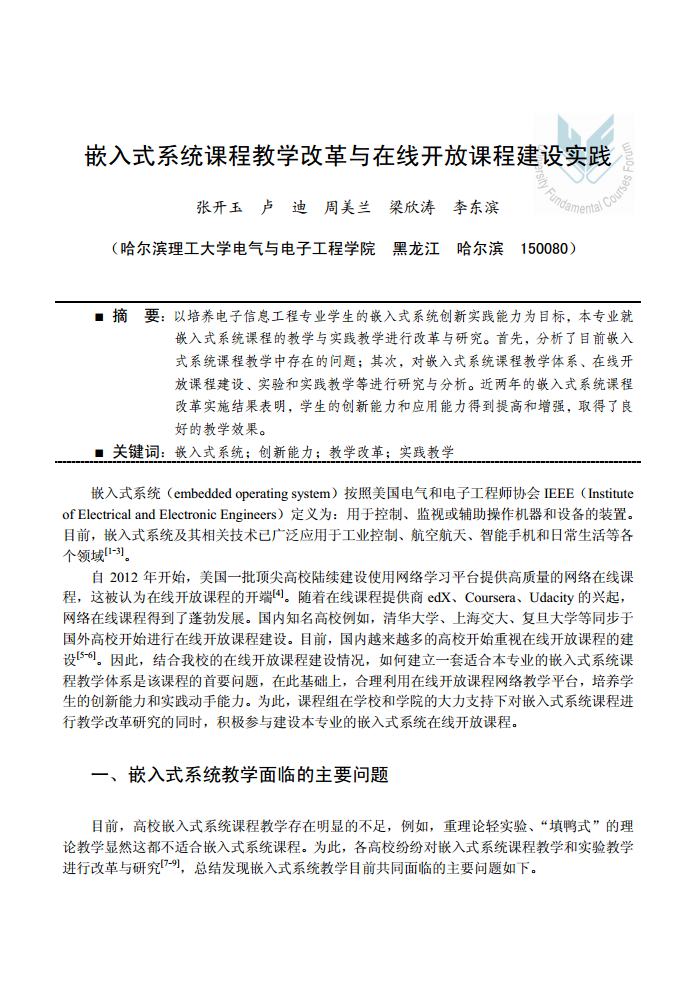 嵌入式系统课程教学改革与在线开放课程建设实践
University Fundamental Courses Forum
张开玉 卢 迪 周美兰 梁欣涛 李东滨
（哈尔滨理工大学电气与电子工程学院 黑龙江 哈尔滨 150080）
■ 摘 要：以培养电子信息工程专业学生的嵌入式系统创新实践能力为目标，本专业就
嵌入式系统课程的教学与实践教学进行改革与研究。首先，分析了目前嵌入
式系统课程教学中存在的问题；其次，对嵌入式系统课程教学体系、在线开
放课程建设、实验和实践教学等进行研究与分析。近两年的嵌入式系统课程
改革实施结果表明，学生的创新能力和应用能力得到提高和增强，取得了良
好的教学效果。
■ 关键词：嵌入式系统；创新能力；教学改革；实践教学
嵌入式系统（embedded operating system）按照美国电气和电子工程师协会 IEEE（Institute
of Electrical and Electronic Engineers）定义为：用于控制、监视或辅助操作机器和设备的装置。
目前，嵌入式系统及其相关技术已广泛应用于工业控制、航空航天、智能手机和日常生活等各
个领域[1-3]。
自 2012 年开始，美国一批顶尖高校陆续建设使用网络学习平台提供高质量的网络在线课
程，这被认为在线开放课程的开端[4]。随着在线课程提供商 edX、Coursera、Udacity 的兴起，
网络在线课程得到了蓬勃发展。国内知名高校例如，清华大学、上海交大、复旦大学等同步于
国外高校开始进行在线开放课程建设。目前，国内越来越多的高校开始重视在线开放课程的建
设[5-6]。因此，结合我校的在线开放课程建设情况，如何建立一套适合本专业的嵌入式系统课
程教学体系是该课程的首要问题，在此基础上，合理利用在线开放课程网络教学平台，培养学
生的创新能力和实践动手能力。为此，课程组在学校和学院的大力支持下对嵌入式系统课程进
行教学改革研究的同时，积极参与建设本专业的嵌入式系统在线开放课程。
一、嵌入式系统教学面临的主要问题
目前，高校嵌入式系统课程教学存在明显的不足，例如，重理论轻实验、“填鸭式”的理
论教学显然这都不适合嵌入式系统课程。为此，各高校纷纷对嵌入式系统课程教学和实验教学
进行改革与研究[7-9]，总结发现嵌入式系统教学目前共同面临的主要问题如下。